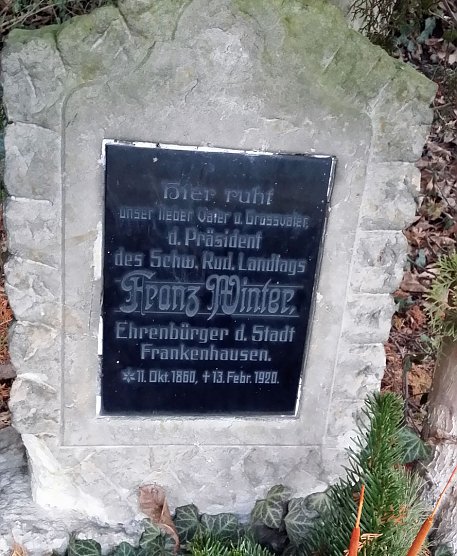 Hier ruht
unser lieber Vater u. Grossvater,
d. Präsident
des Schw. Rud. Landtags
Franz Winter.
Ehrenbürger d. Stadt
Frankenhausen.
* 11. Okt. 1860, + 13. Febr. 1920.